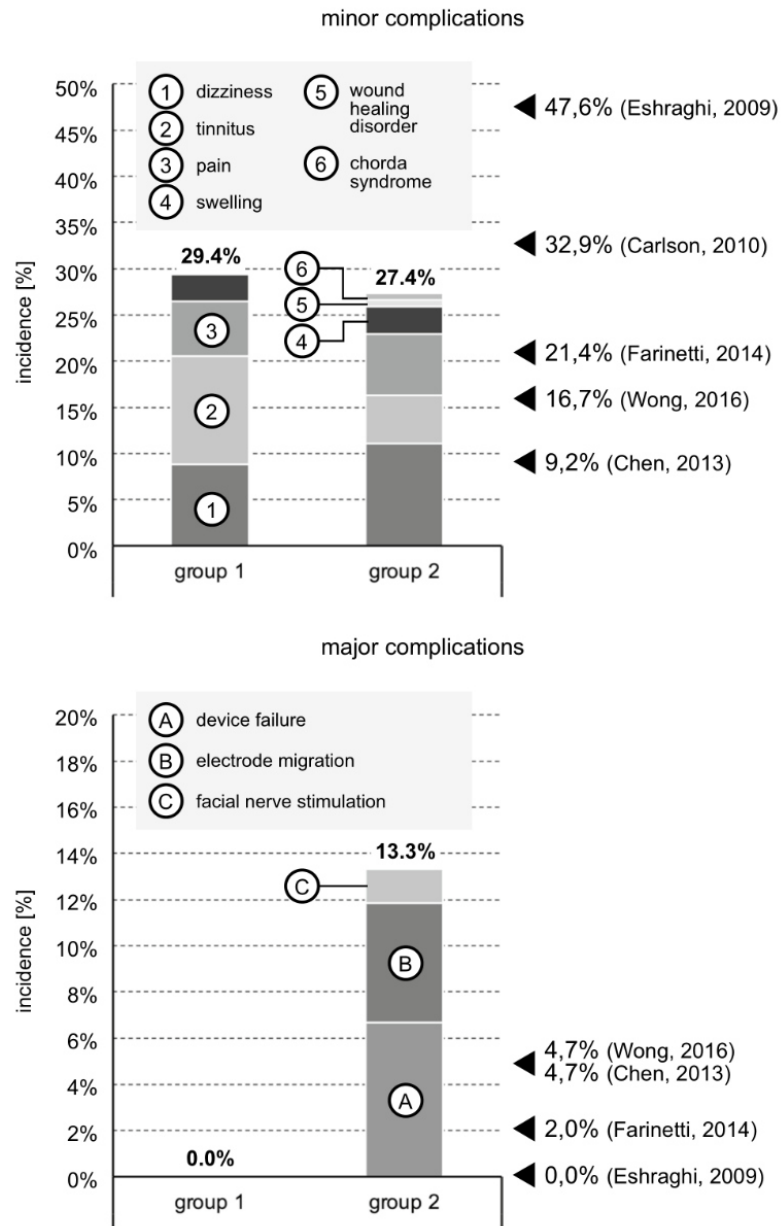 minor complications
50%
45%
40%
35%
30%
25%
20%
15%
10%
5%
0%
incidence [%]
1 dizziness
2 tinnitus
3 pain
4 swelling
5 wound
healing
disorder
6 chorda
syndrome
29.4%
3
2
1
27.4%
6
5
4
group 1
group 2
47,6% (Eshraghi, 2009)
32,9% (Carlson, 2010)
21,4% (Farinetti, 2014)
16,7% (Wong, 2016)
9,2% (Chen, 2013)
major complications
20%
18%
16%
14%
12%
10%
8%
6%
4%
2%
0%
incidence [%]
A device failure
B electrode migration
C facial nerve stimulation
0.0%
13.3%
C
B
A
group 1
group 2
4,7% (Wong, 2016)
4,7% (Chen, 2013)
2,0% (Farinetti, 2014)
0,0% (Eshraghi, 2009)